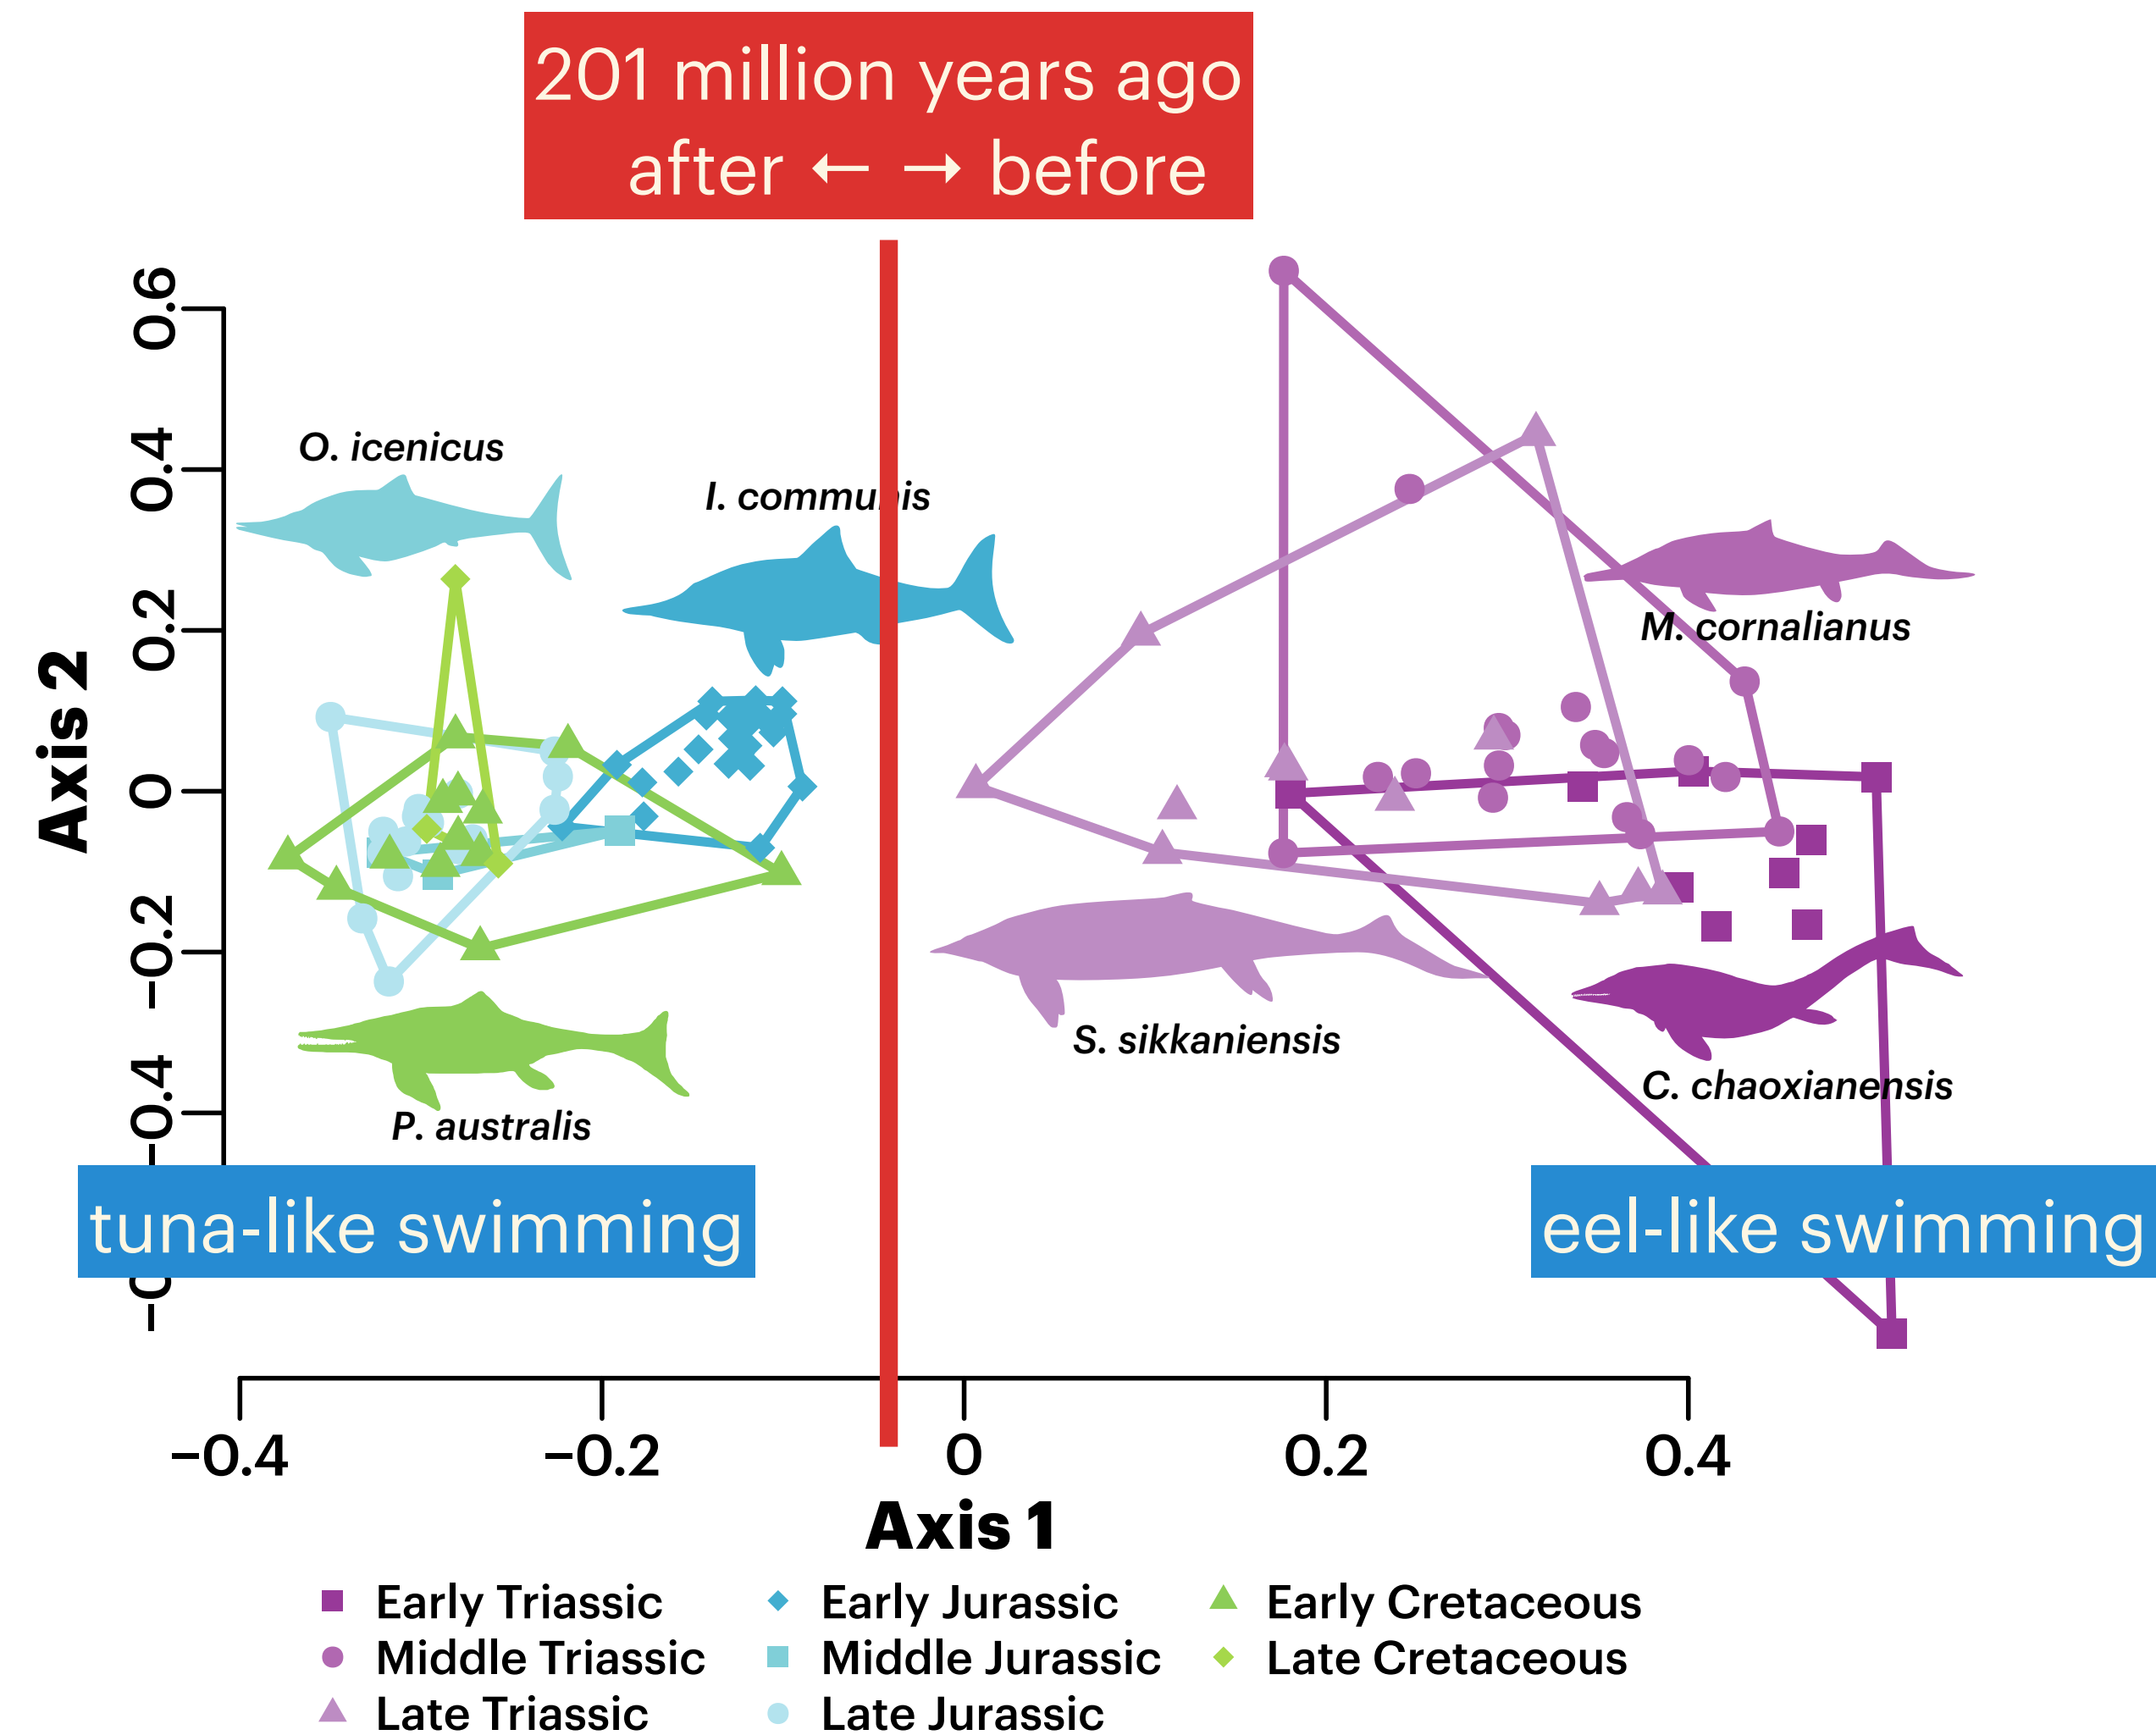 201 million years ago
after ← → before
0.6
0.4
0.2
0
−0.2
−0.4
Axis 2
O. icenicus
I. communis
M. cornalianus
S. sikkaniensis
C. chaoxianensis
P. australis
tuna-like swimming
eel-like swimming
−0.4 −0.2 0 0.2 0.4
Axis 1
Early Triassic Early Jurassic Early Cretaceous
Middle Triassic Middle Jurassic Late Cretaceous
Late Triassic Late Jurassic